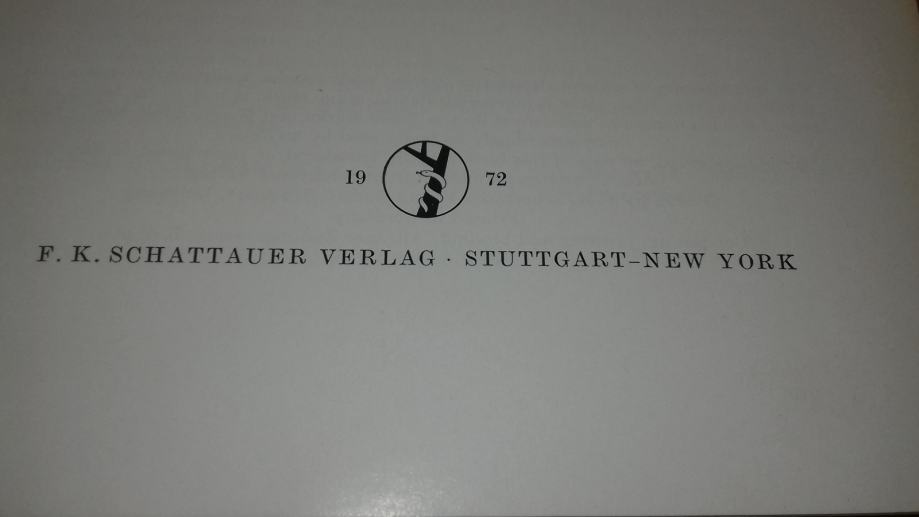 19 72
F. K. SCHATTAUER VERLAG · STUTTGART–NEW YORK